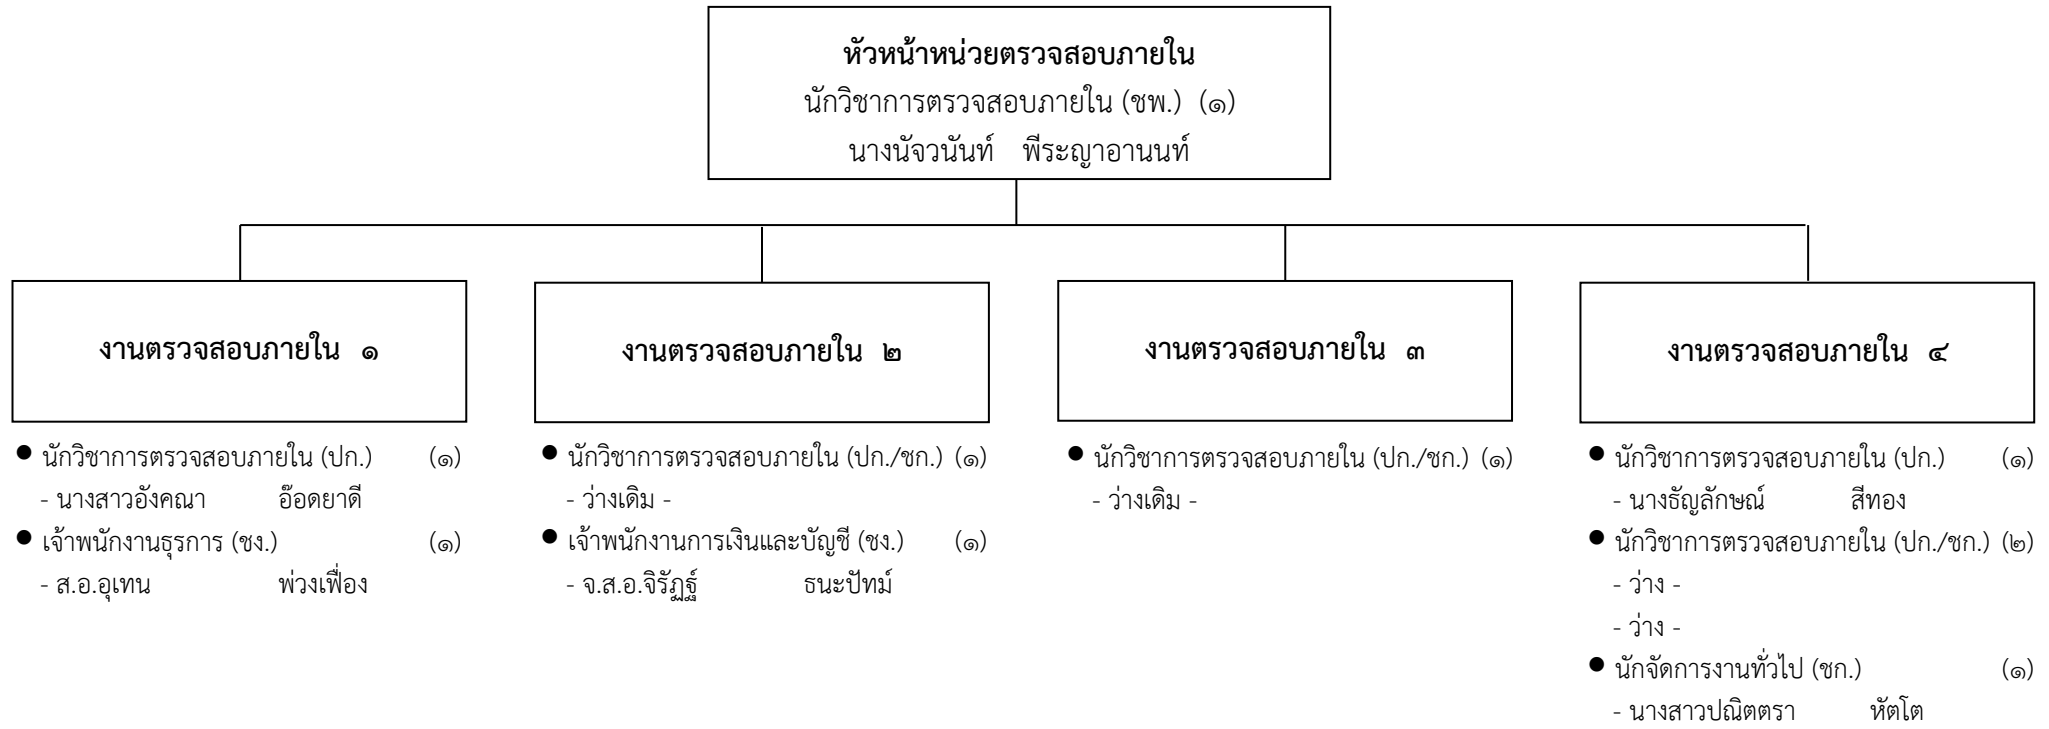 หัวหน้าหน่วยตรวจสอบภายใน
นักวิชาการตรวจสอบภายใน (ชพ.) (๑)
นางนัจวนันท์ พีระญาอานนท์
งานตรวจสอบภายใน ๑
● นักวิชาการตรวจสอบภายใน (ปก.) (๑)
- นางสาวอังคณา อ๊อดยาดี
● เจ้าพนักงานธุรการ (ชง.) (๑)
- ส.อ.อุเทน พ่วงเฟื่อง
งานตรวจสอบภายใน ๒
● นักวิชาการตรวจสอบภายใน (ปก./ชก.) (๑)
- ว่างเดิม -
● เจ้าพนักงานการเงินและบัญชี (ชง.) (๑)
- จ.ส.อ.จิรัฏฐ์ ธนะปัทม์
งานตรวจสอบภายใน ๓
● นักวิชาการตรวจสอบภายใน (ปก./ชก.) (๑)
- ว่างเดิม -
งานตรวจสอบภายใน ๔
● นักวิชาการตรวจสอบภายใน (ปก.) (๑)
- นางธัญลักษณ์ สีทอง
● นักวิชาการตรวจสอบภายใน (ปก./ชก.) (๒)
- ว่าง -
- ว่าง -
● นักจัดการงานทั่วไป (ชก.) (๑)
- นางสาวปณิตตรา หัตโต